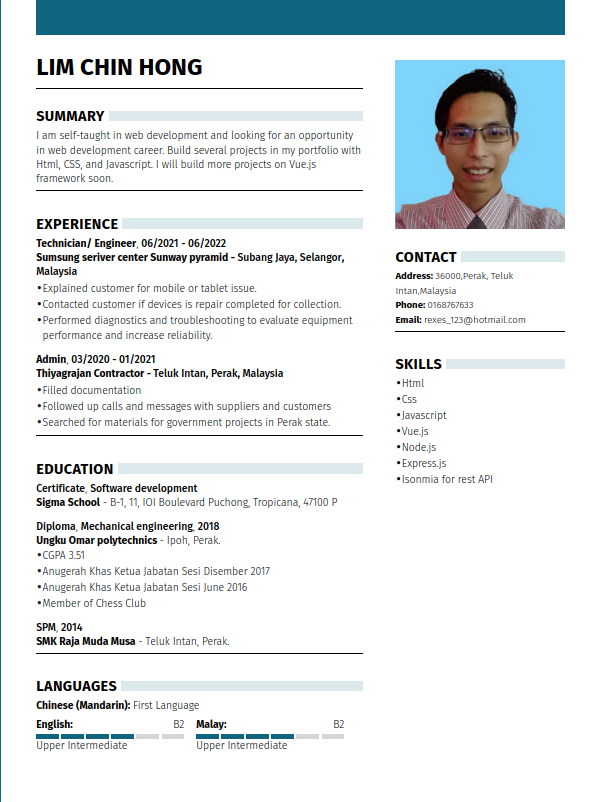 LIM CHIN HONG
SUMMARY
I am self-taught in web development and looking for an opportunity
in web development career. Build several projects in my portfolio with
Html, CSS, and Javascript. I will build more projects on Vue.js
framework soon.
EXPERIENCE
Technician/ Engineer, 06/2021 - 06/2022
Sumsung seriver center Sunway pyramid - Subang Jaya, Selangor,
Malaysia
•Explained customer for mobile or tablet issue.
•Contacted customer if devices is repair completed for collection.
•Performed diagnostics and troubleshooting to evaluate equipment
performance and increase reliability.
Admin, 03/2020 - 01/2021
Thiyagrajan Contractor - Teluk Intan, Perak, Malaysia
•Filled documentation
•Followed up calls and messages with suppliers and customers
•Searched for materials for government projects in Perak state.
EDUCATION
Certificate, Software development
Sigma School - B-1, 11, IOI Boulevard Puchong, Tropicana, 47100 P
Diploma, Mechanical engineering, 2018
Ungku Omar polytechnics - Ipoh, Perak.
•CGPA 3.51
•Anugerah Khas Ketua Jabatan Sesi Disember 2017
•Anugerah Khas Ketua Jabatan Sesi June 2016
•Member of Chess Club
SPM, 2014
SMK Raja Muda Musa - Teluk Intan, Perak.
LANGUAGES
Chinese (Mandarin): First Language
English: B2 Malay: B2
Upper Intermediate Upper Intermediate
CONTACT
Address: 36000,Perak, Teluk
Intan,Malaysia
Phone: 0168767633
Email: rexes_123@hotmail.com
SKILLS
•Html
•Css
•Javascript
•Vue.js
•Node.js
•Express.js
•Isonmia for rest API